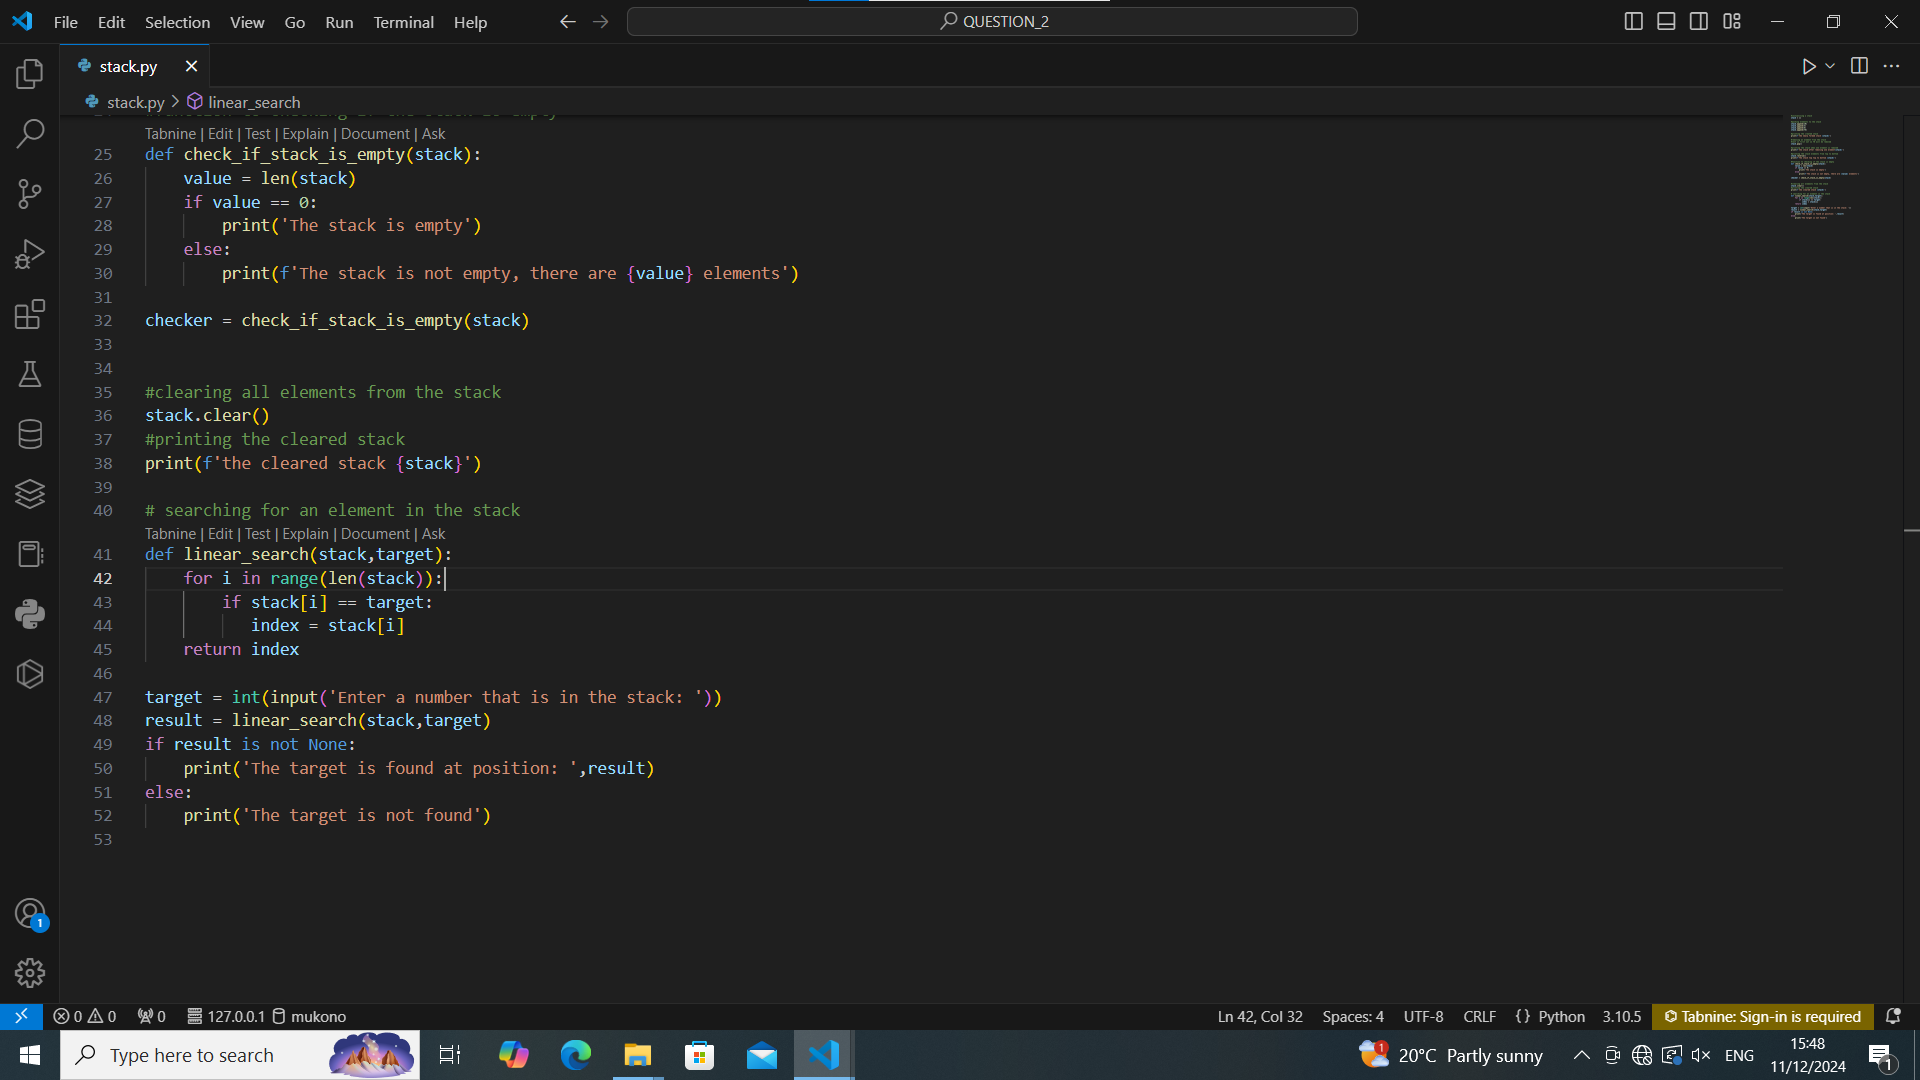 File Edit Selection View Go Run Terminal Help QUESTION_2
stack.py
stack.py > linear_search
Tabnine | Edit | Test | Explain | Document | Ask
25 def check_if_stack_is_empty(stack):
26 value = len(stack)
27 if value == 0:
28 print('The stack is empty')
29 else:
30 print(f'The stack is not empty, there are {value} elements')
31
32 checker = check_if_stack_is_empty(stack)
33
34
35 #clearing all elements from the stack
36 stack.clear()
37 #printing the cleared stack
38 print(f'the cleared stack {stack}')
39
40 # searching for an element in the stack
Tabnine | Edit | Test | Explain | Document | Ask
41 def linear_search(stack,target):
42 for i in range(len(stack)):
43 if stack[i] == target:
44 index = stack[i]
45 return index
46
47 target = int(input('Enter a number that is in the stack: '))
48 result = linear_search(stack,target)
49 if result is not None:
50 print('The target is found at position: ',result)
51 else:
52 print('The target is not found')
53
1
0 0 0 127.0.0.1 mukono Ln 42, Col 32 Spaces: 4 UTF-8 CRLF {} Python 3.10.5 Tabnine: Sign-in is required
Type here to search 1 20°C Partly sunny ENG 15:48
11/12/2024 1